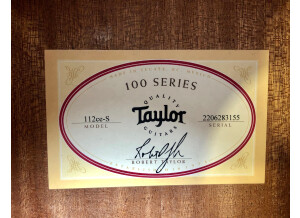 100 SERIES
QUALITY
Taylor
GUITARS
112ce-S
MODEL
2206283155
SERIAL
ROBERT TAYLOR